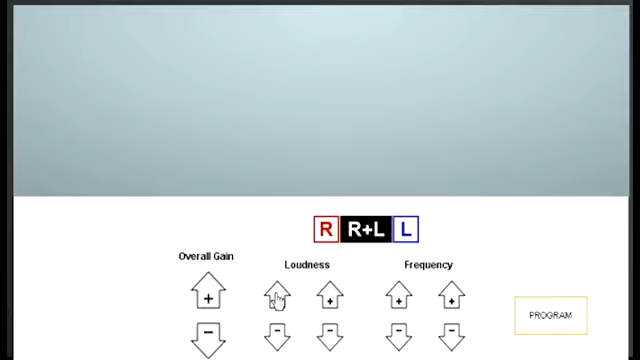 R R+L L
Overall Gain
Loudness
Frequency
+ + + +
PROGRAM
− − − − −